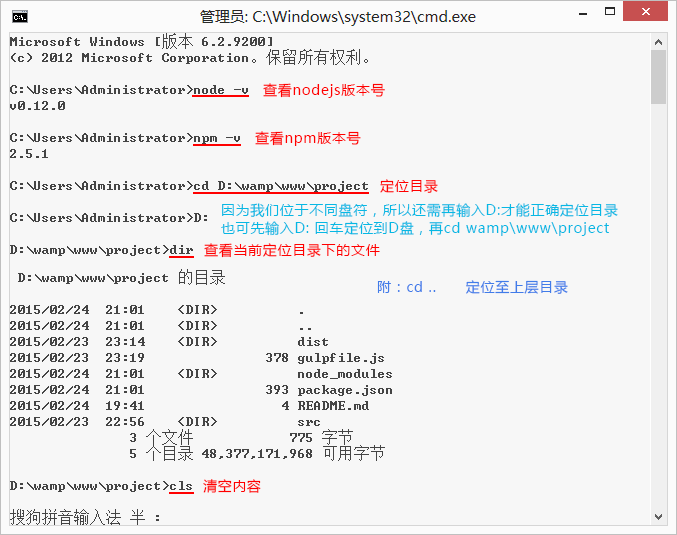 管理员: C:\Windows\system32\cmd.exe
Microsoft Windows [版本 6.2.9200]
(c) 2012 Microsoft Corporation。保留所有权利。
C:\Users\Administrator>node -v 查看nodejs版本号
v0.12.0
C:\Users\Administrator>npm -v 查看npm版本号
2.5.1
C:\Users\Administrator>cd D:\wamp\www\project 定位目录
C:\Users\Administrator>D: 因为我们位于不同盘符，所以还需再输入D:才能正确定位目录
也可先输入D: 回车定位到D盘，再cd wamp\www\project
D:\wamp\www\project>dir 查看当前定位目录下的文件
D:\wamp\www\project 的目录
附：cd .. 定位至上层目录
2015/02/24 21:01 <DIR> .
2015/02/24 21:01 <DIR> ..
2015/02/23 23:14 <DIR> dist
2015/02/23 23:19 378 gulpfile.js
2015/02/24 21:01 <DIR> node_modules
2015/02/24 21:01 393 package.json
2015/02/24 19:41 4 README.md
2015/02/23 22:56 <DIR> src
3 个文件 775 字节
5 个目录 48,377,171,968 可用字节
D:\wamp\www\project>cls 清空内容
搜狗拼音输入法 半 ：